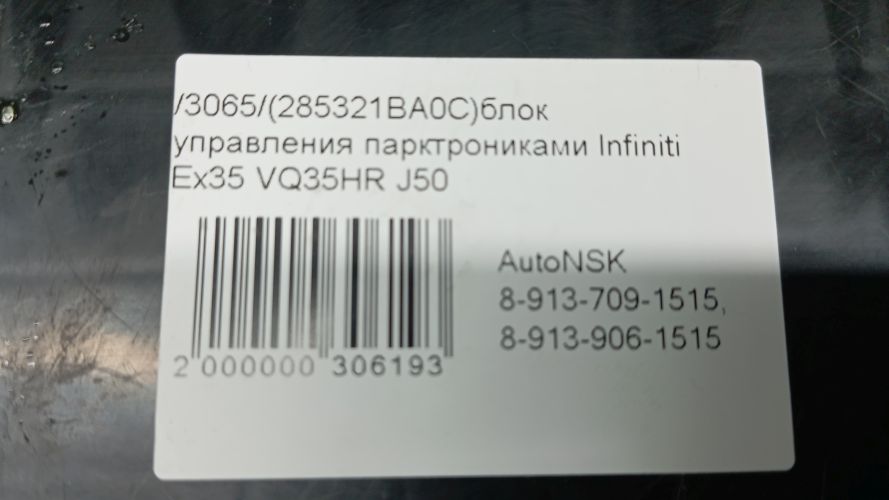 /3065/(285321BA0C)блок
управления парктрониками Infiniti
Ex35 VQ35HR J50
AutoNSK
8-913-709-1515,
8-913-906-1515
2 000000 306193